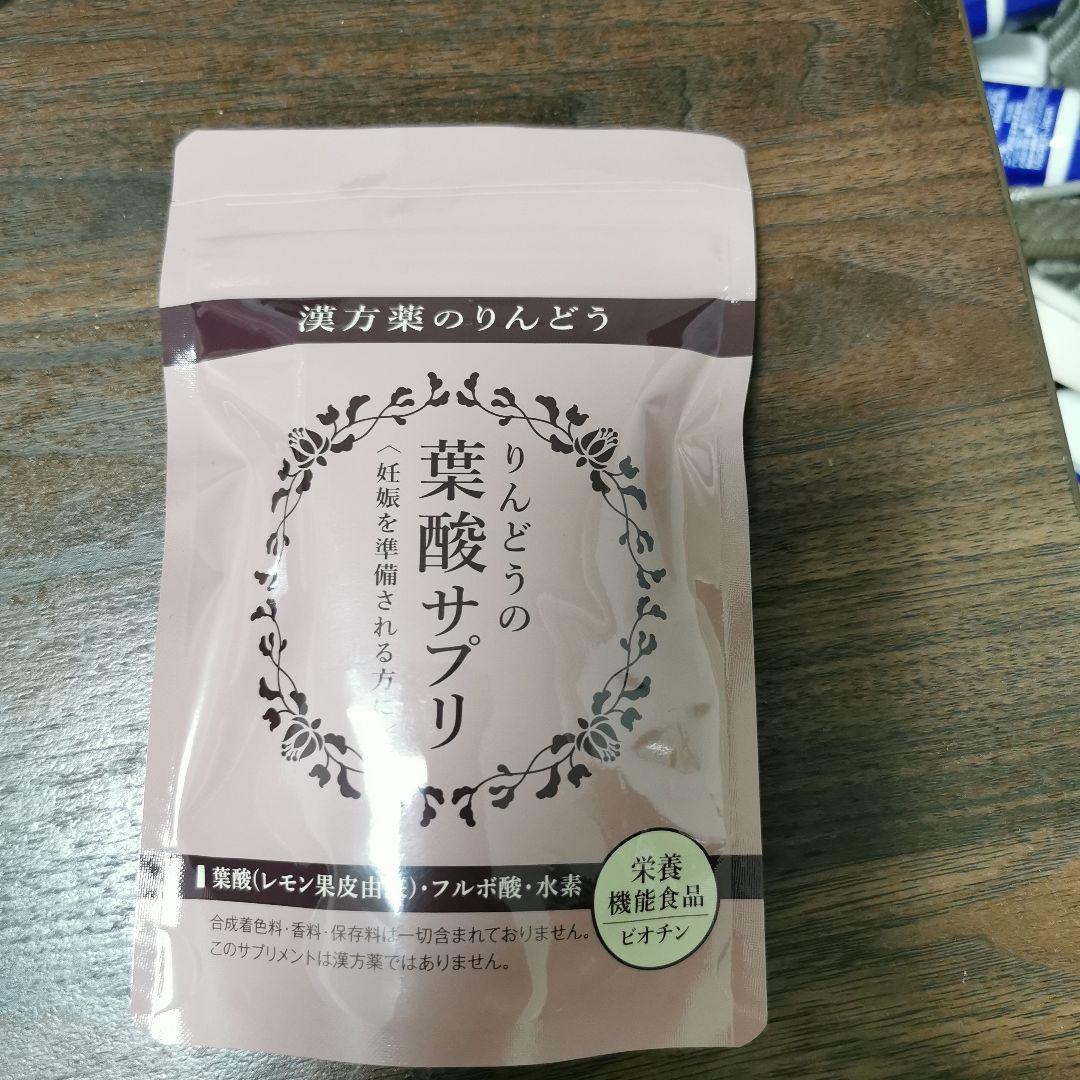 漢方薬のりんどう
りんどうの
葉酸サプリ
〈妊娠を準備される方に
葉酸(レモン果皮由来)・フルボ酸・水素
栄養
機能食品
ビオチン
合成着色料・香料・保存料は一切含まれておりません。
このサプリメントは漢方薬ではありません。